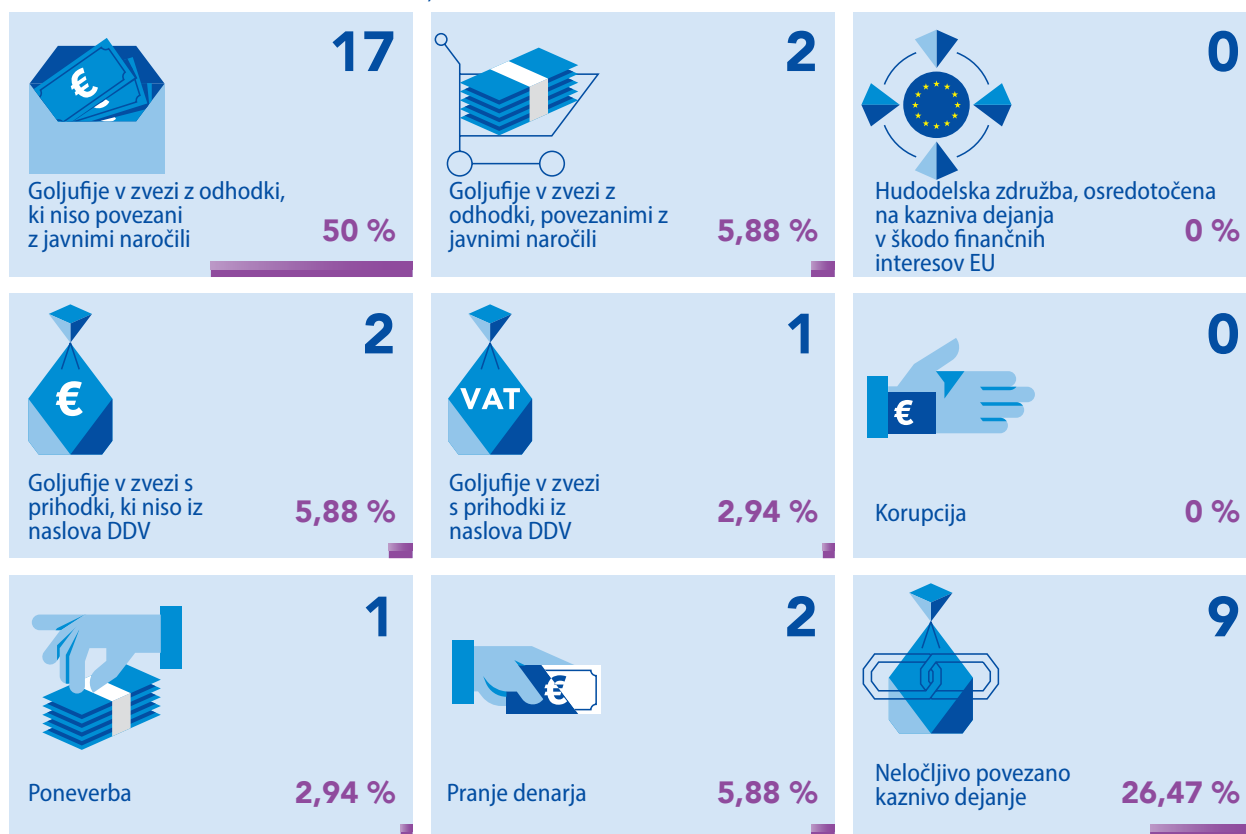 17
€
Goljufije v zvezi z odhodki,
ki niso povezani
z javnimi naročili
50 %
2
Goljufije v zvezi z
odhodki, povezanimi z
javnimi naročili
5,88 %
0
Hudodelska združba, osredotočena
na kazniva dejanja
v škodo finančnih
interesov EU
0 %
2
€
Goljufije v zvezi s
prihodki, ki niso iz
naslova DDV
5,88 %
1
VAT
Goljufije v zvezi
s prihodki iz
naslova DDV
2,94 %
0
€
Korupcija
0 %
1
Poneverba
2,94 %
2
€
Pranje denarja
5,88 %
9
Neločljivo povezano
kaznivo dejanje
26,47 %